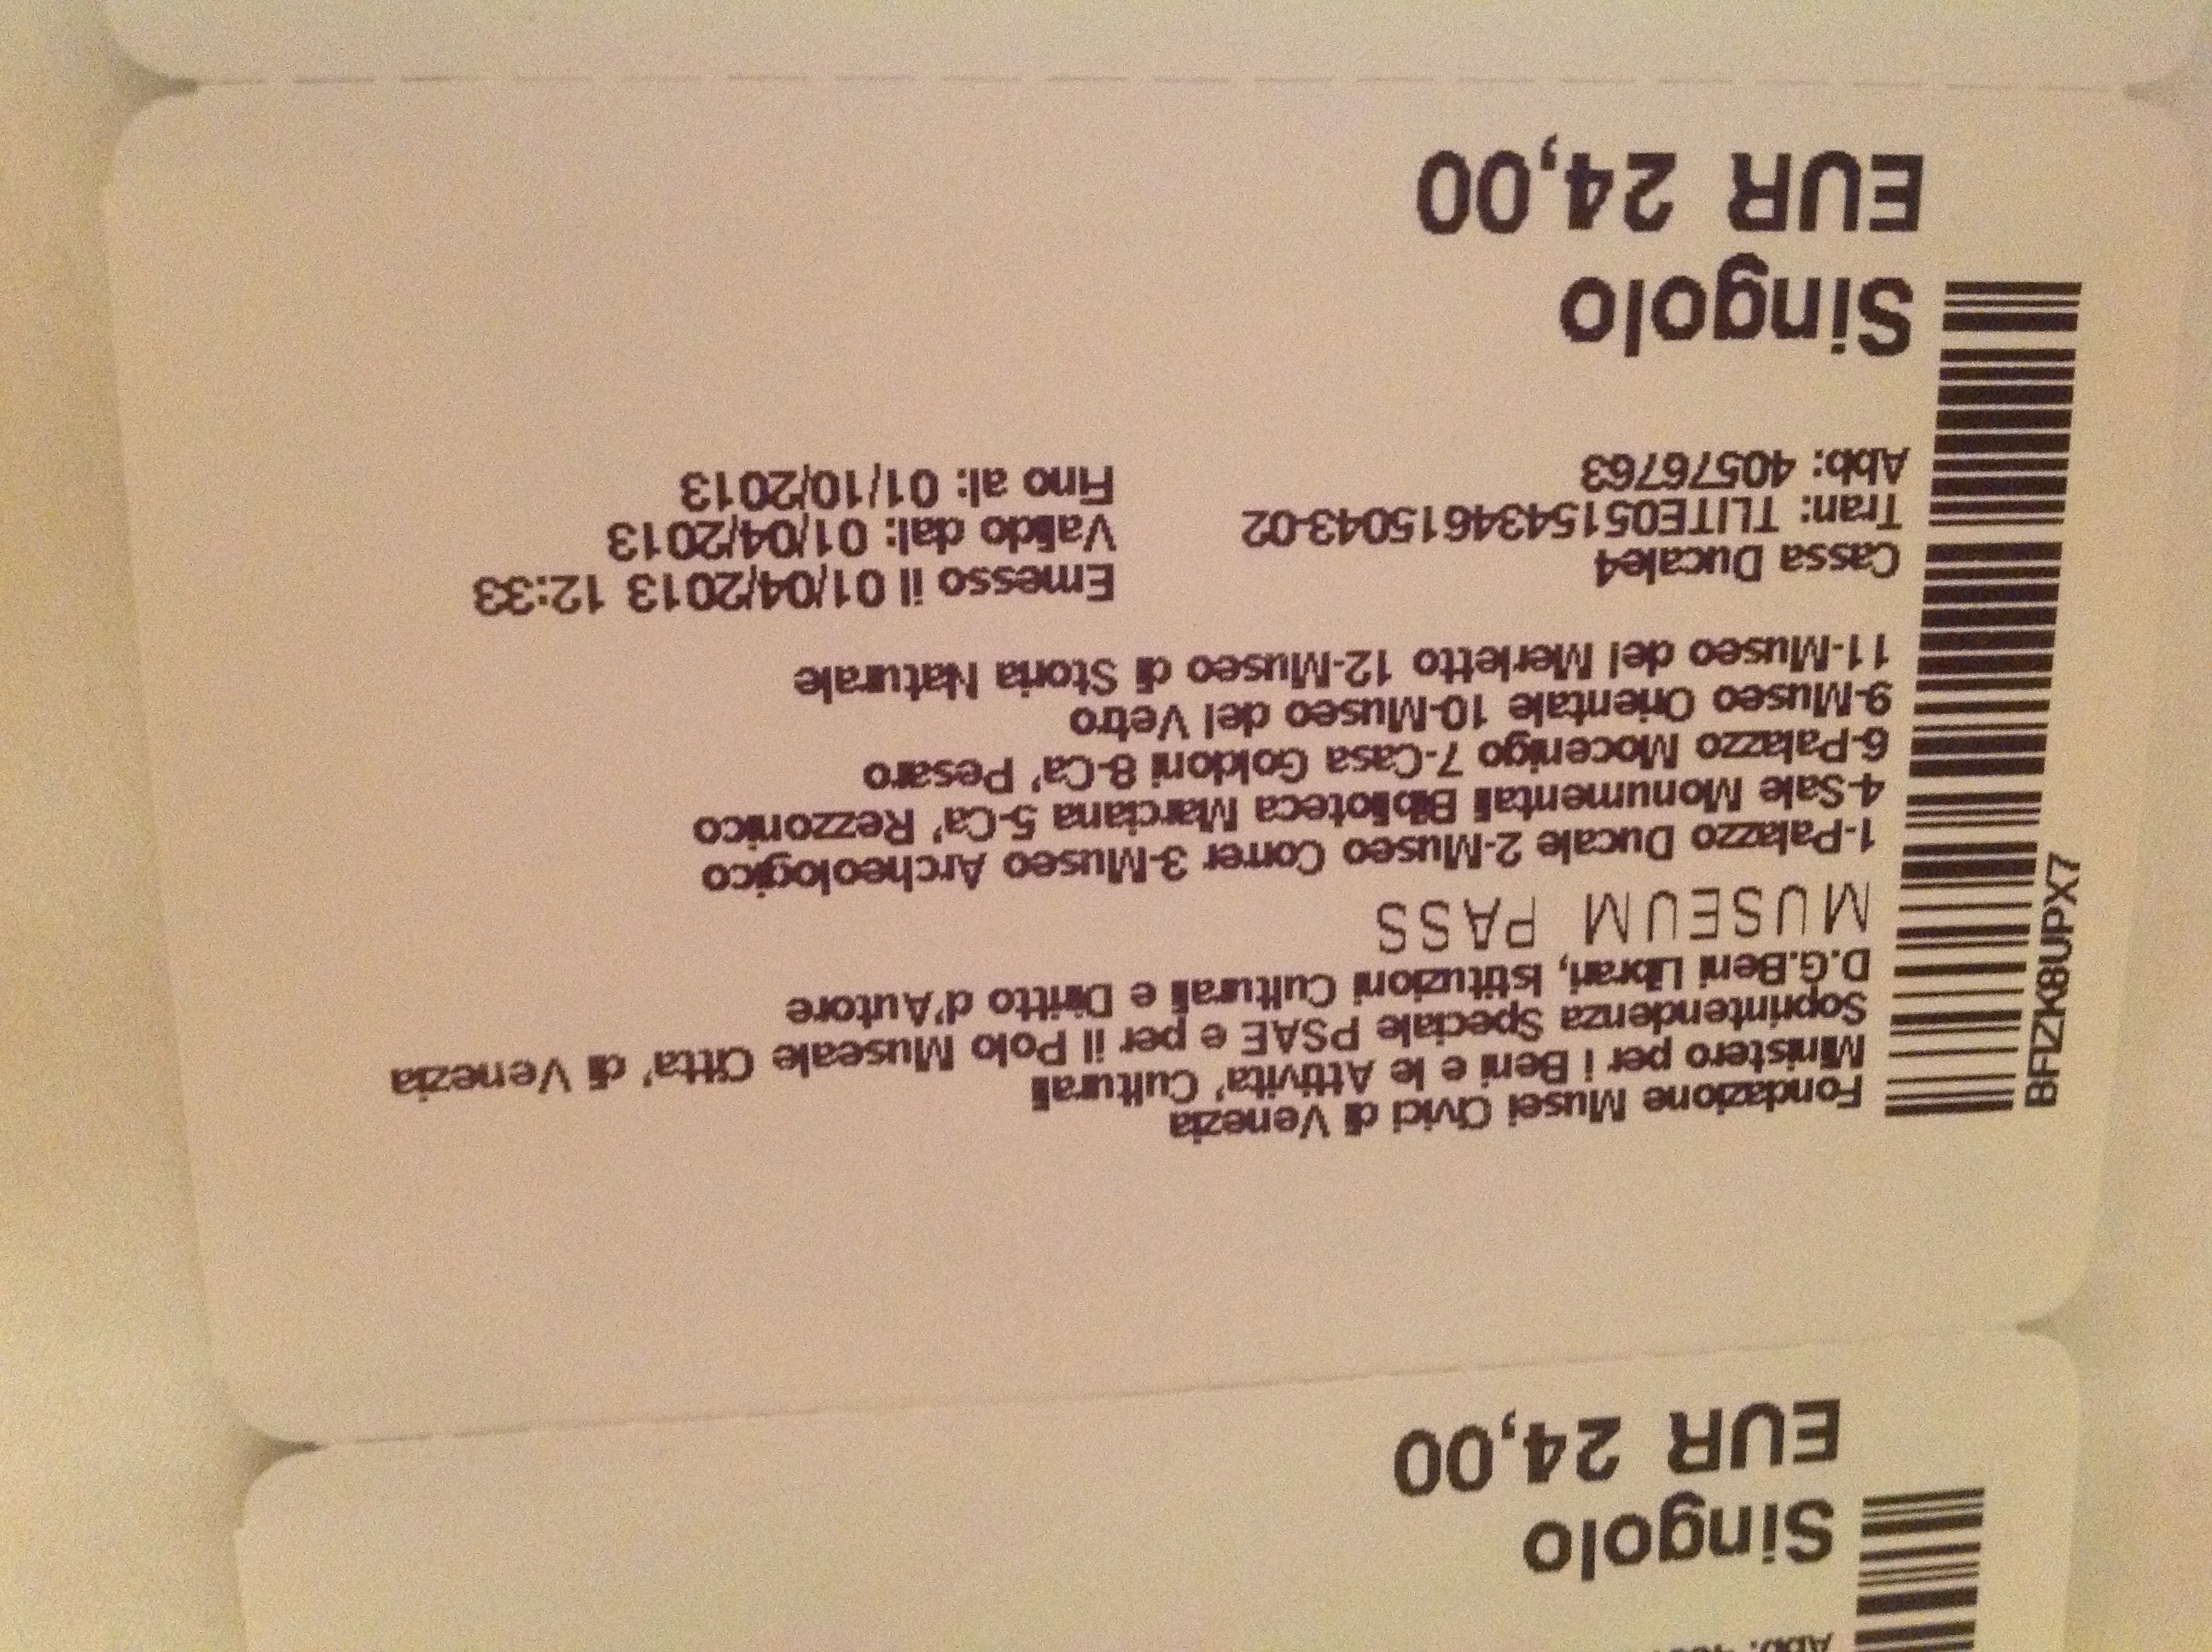 Fondazione Musei Civici di Venezia
Ministero per i Beni e le Attivita' Culturali
Soprintendenza Speciale PSAE e per il Polo Museale Citta' di Venezia
D.G.Beni Librari, Istituzioni Culturali e Diritto d'Autore
MUSEUM PASS
1-Palazzo Ducale 2-Museo Correr 3-Museo Archeologico
4-Sale Monumentali Biblioteca Marciana 5-Ca' Rezzonico
6-Palazzo Mocenigo 7-Casa Goldoni 8-Ca' Pesaro
9-Museo Orientale 10-Museo del Vetro
11-Museo del Merletto 12-Museo di Storia Naturale
Cassa Ducale4 Emesso il 01/04/2013 12:33
Tran: TLITE0515434615043-02 Valido dal: 01/04/2013
Abb: 40576763 Fino al: 01/10/2013
Singolo
EUR 24,00
BFIZK8UPX7
Abb:
Singolo
EUR 24,00